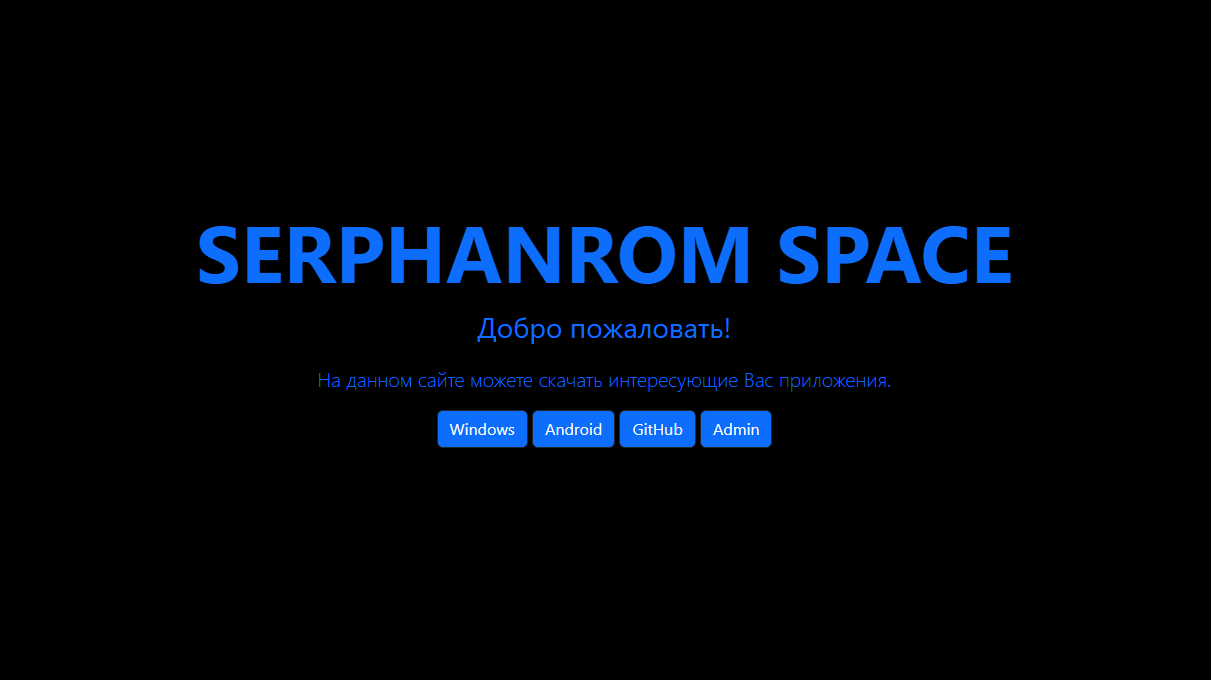 SERPHANROM SPACE
Добро пожаловать!
На данном сайте можете скачать интересующие Вас приложения.
Windows Android GitHub Admin